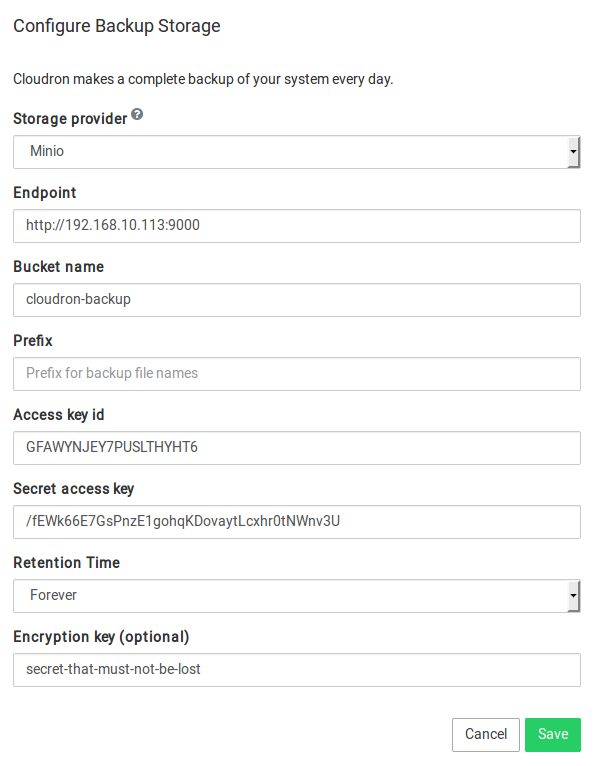 Configure Backup Storage
Cloudron makes a complete backup of your system every day.
Storage provider ?
Minio
Endpoint
http://192.168.10.113:9000
Bucket name
cloudron-backup
Prefix
Prefix for backup file names
Access key id
GFAWYNJEY7PUSLTHYHT6
Secret access key
/fEWk66E7GsPnzE1gohqKDovaytLcxhr0tNWnv3U
Retention Time
Forever
Encryption key (optional)
secret-that-must-not-be-lost
Cancel Save